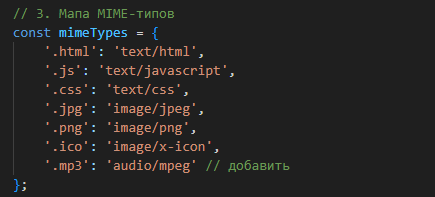 // 3. Мапа MIME-типов
const mimeTypes = {
    '.html': 'text/html',
    '.js': 'text/javascript',
    '.css': 'text/css',
    '.jpg': 'image/jpeg',
    '.png': 'image/png',
    '.ico': 'image/x-icon',
    '.mp3': 'audio/mpeg' // добавить
};